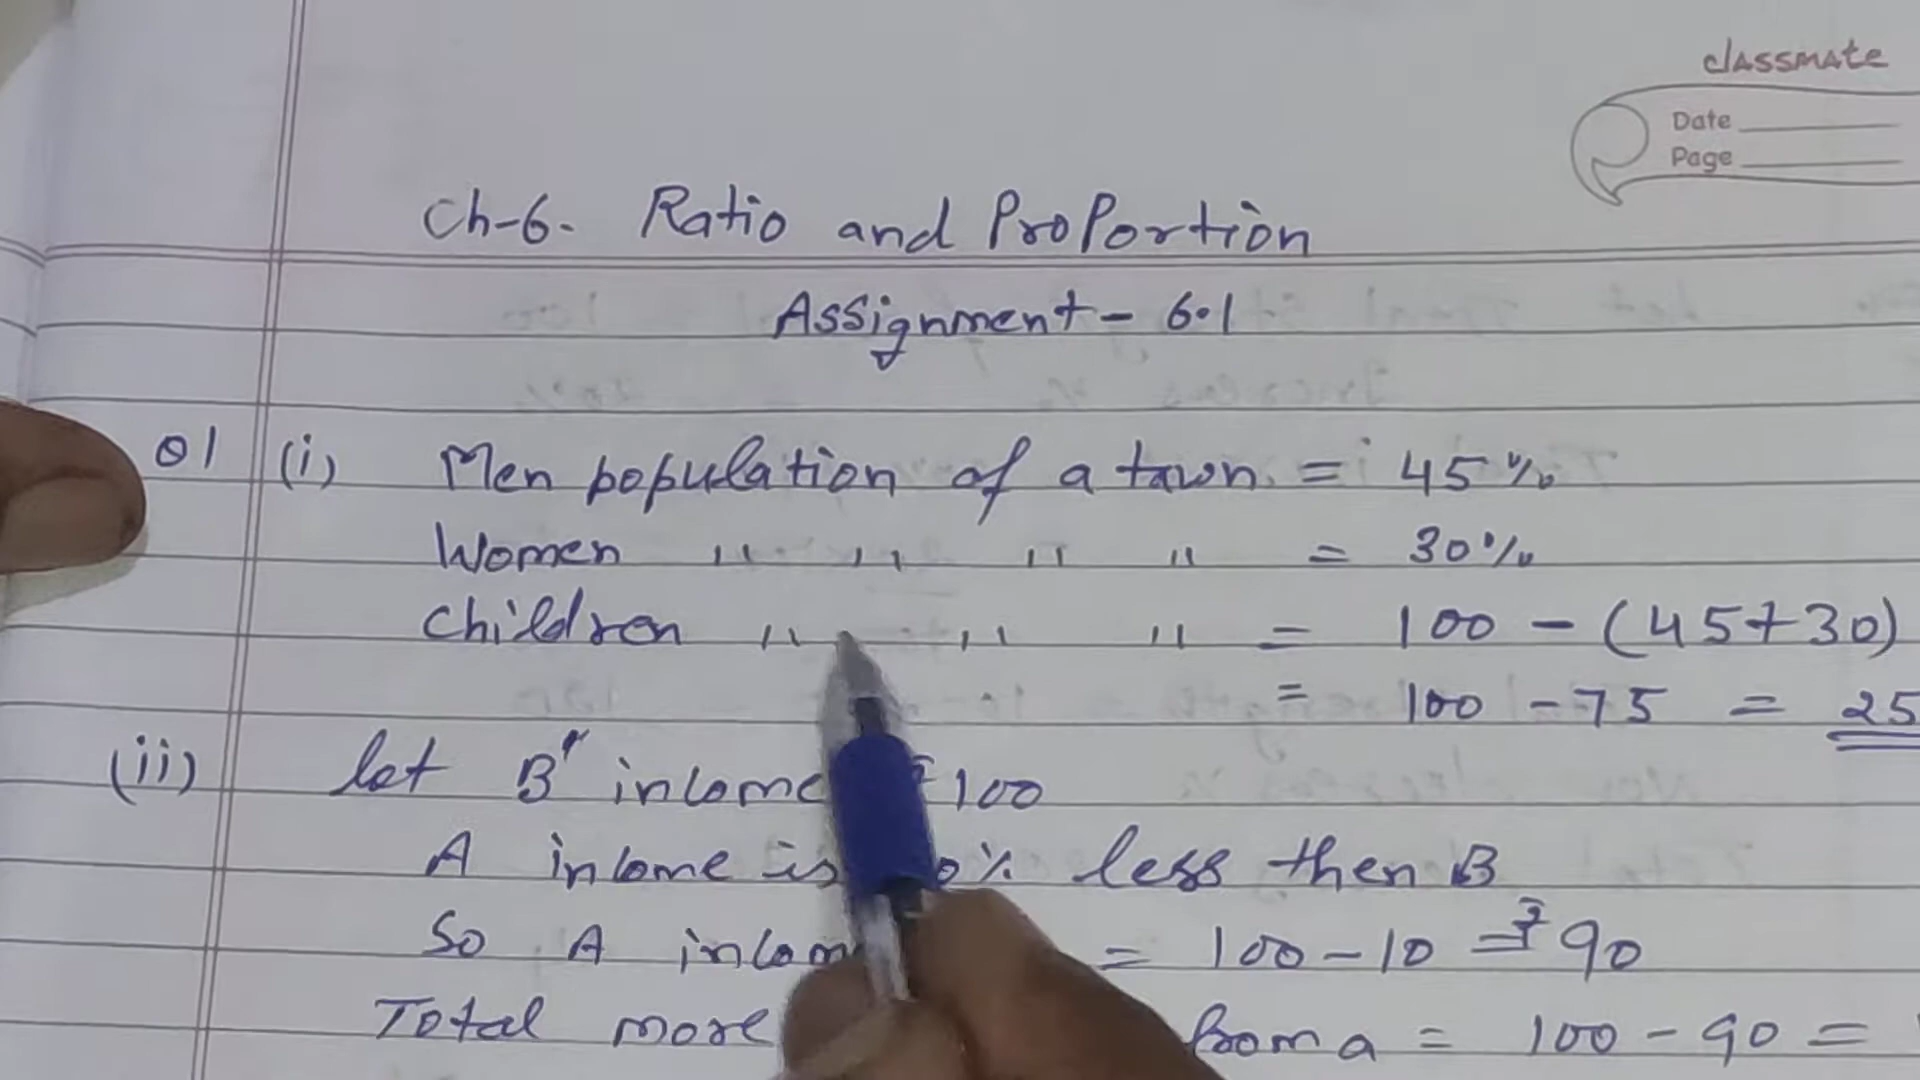 classmate
Date
Page
Ch-6. Ratio and Proportion
Assignment - 6.1
Q1 (i) Men population of a town = 45%
Women " " " " = 30%
Children " " " = 100 - (45+30)
= 100 - 75 = 25
(ii) let B' income ₹100
A income is 0% less then B
So A incom = 100 - 10 = ₹90
Total more from a = 100 - 90 =